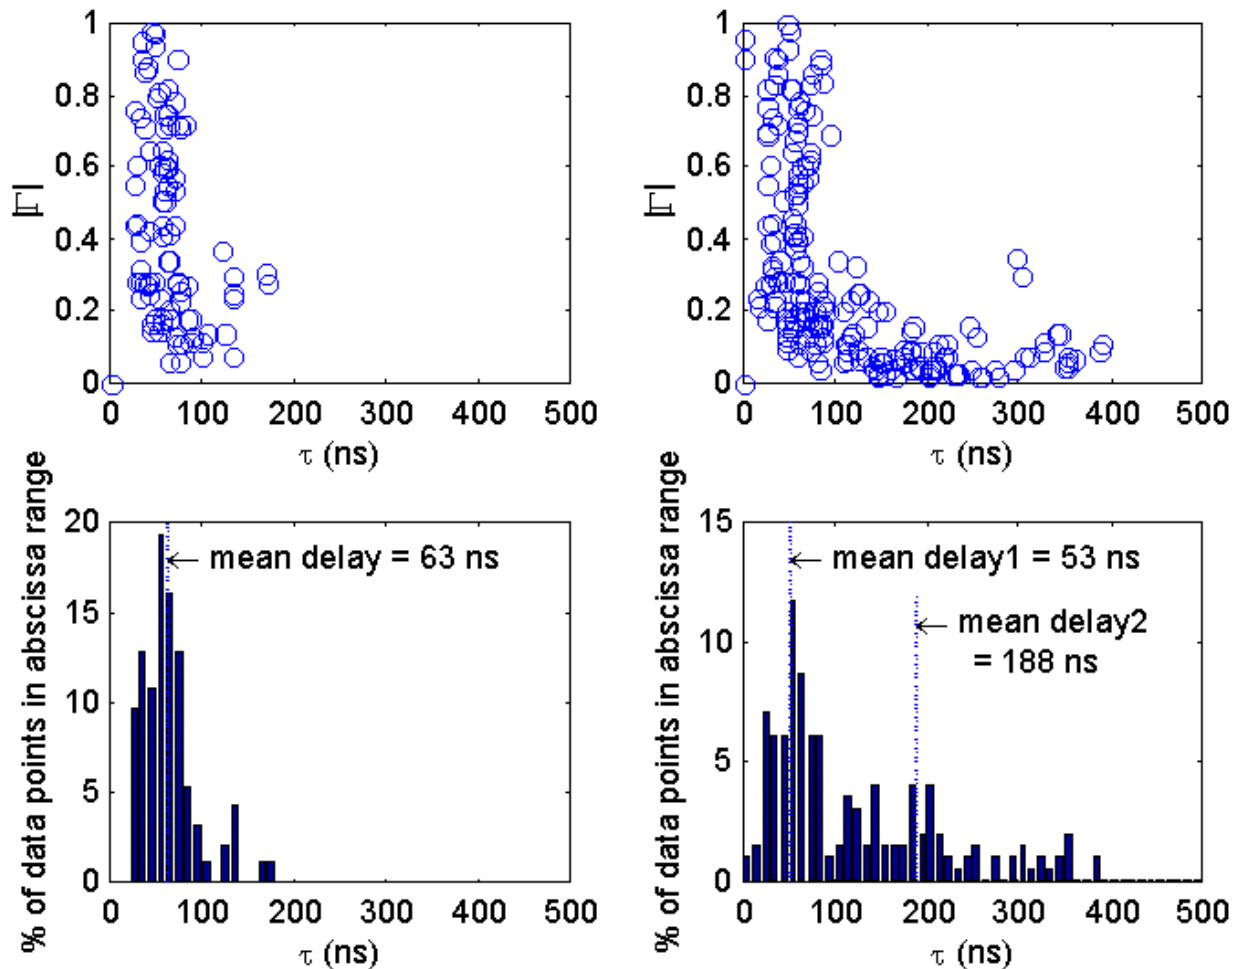 1
0.8
0.6
0.4
0.2
0
|Γ|
0 100 200 300 400 500
τ (ns)
1
0.8
0.6
0.4
0.2
0
|Γ|
0 100 200 300 400 500
τ (ns)
% of data points in abscissa range
20
15
10
5
0
mean delay = 63 ns
0 100 200 300 400 500
τ (ns)
% of data points in abscissa range
15
10
5
0
mean delay1 = 53 ns
mean delay2
= 188 ns
0 100 200 300 400 500
τ (ns)